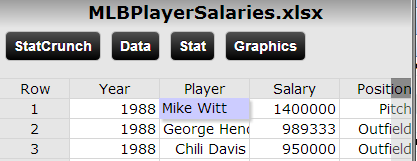 MLBPlayerSalaries.xlsx
StatCrunch Data Stat Graphics
Row Year Player Salary Position
1 1988 Mike Witt 1400000 Pitch
2 1988 George Hend 989333 Outfield
3 1988 Chili Davis 950000 Outfield